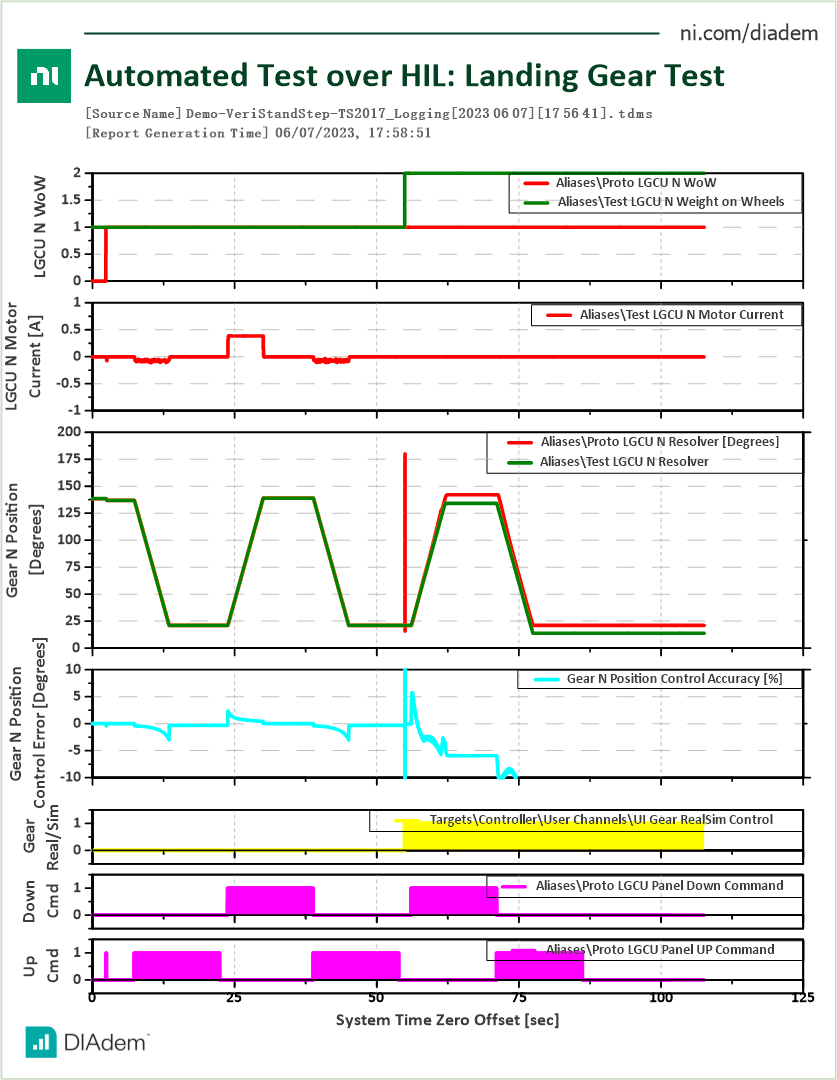 ni.com/diadem
ni
Automated Test over HIL: Landing Gear Test
[Source Name] Demo-VeriStandStep-TS2017_Logging[2023 06 07][17 56 41]. tdms
[Report Generation Time] 06/07/2023, 17:58:51
LGCU N WoW
2
1.5
1
0.5
0
Aliases\Proto LGCU N WoW
Aliases\Test LGCU N Weight on Wheels
LGCU N Motor
Current [A]
1
0.5
0
-0.5
-1
Aliases\Test LGCU N Motor Current
Gear N Position
[Degrees]
200
175
150
125
100
75
50
25
0
Aliases\Proto LGCU N Resolver [Degrees]
Aliases\Test LGCU N Resolver
Gear N Position
Control Error [Degrees]
10
5
0
-5
-10
Gear N Position Control Accuracy [%]
Gear
Real/Sim
1
0
Targets\Controller\User Channels\UI Gear RealSim Control
Down
Cmd
1
0
Aliases\Proto LGCU Panel Down Command
Up
Cmd
1
0
Aliases\Proto LGCU Panel UP Command
0 25 50 75 100 125
System Time Zero Offset [sec]
DIAdem™